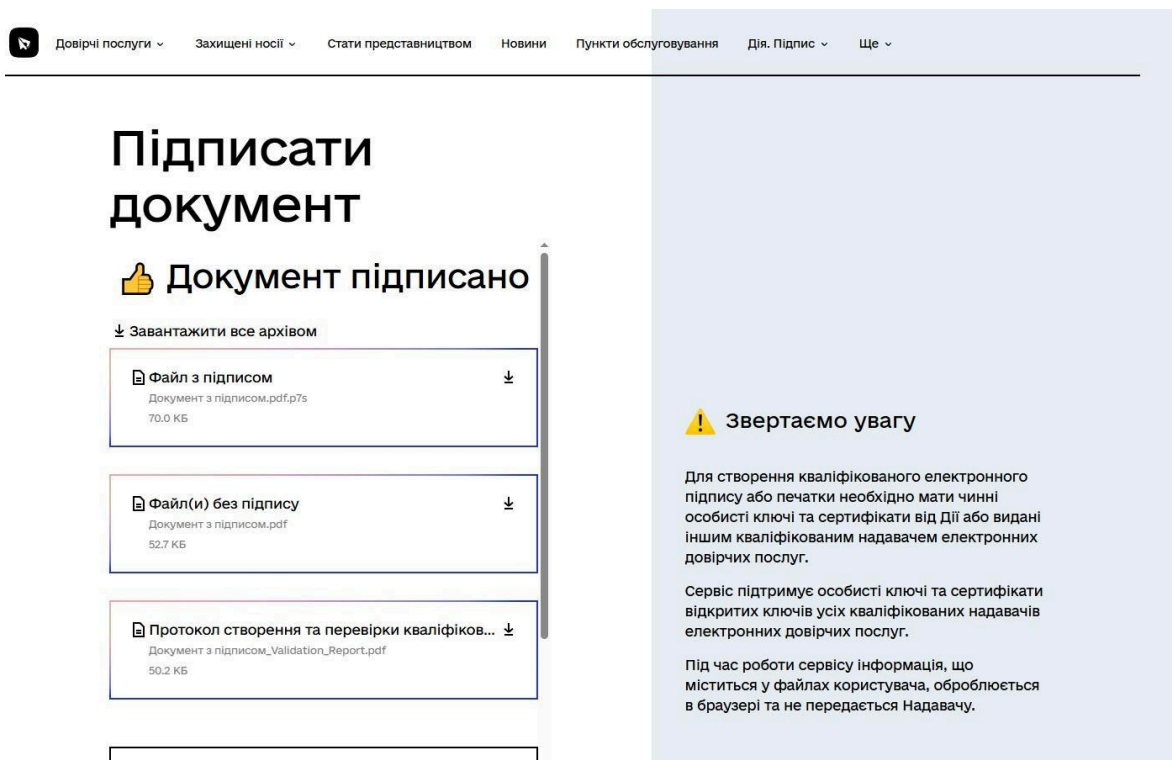 Довірчі послуги
Захищені носії
Стати представництвом
Новини
Пункти обслуговування
Дія. Підпис
Ще
Підписати
документ
Документ підписано
Завантажити все архівом
Файл з підписом
Документ з підписом.pdf.p7s
70.0 КБ
Файл(и) без підпису
Документ з підписом.pdf
52.7 КБ
Протокол створення та перевірки кваліфіков...
Документ з підписом_Validation_Report.pdf
50.2 КБ
Звертаємо увагу
Для створення кваліфікованого електронного
підпису або печатки необхідно мати чинні
особисті ключі та сертифікати від Дії або видані
іншим кваліфікованим надавачем електронних
довірчих послуг.
Сервіс підтримує особисті ключі та сертифікати
відкритих ключів усіх кваліфікованих надавачів
електронних довірчих послуг.
Під час роботи сервісу інформація, що
міститься у файлах користувача, оброблюється
в браузері та не передається Надавачу.